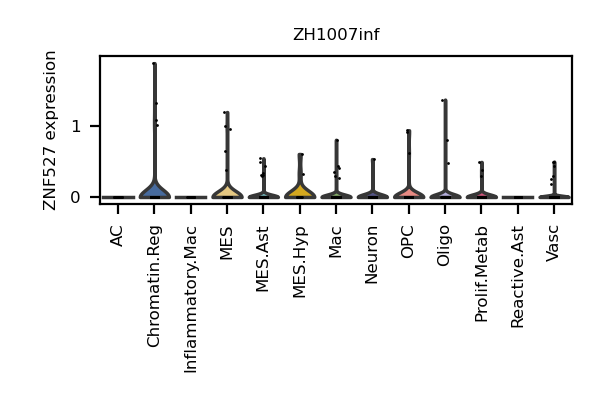 ZH1007inf
ZNF527 expression
1
0
AC
Chromatin.Reg
Inflammatory.Mac
MES
MES.Ast
MES.Hyp
Mac
Neuron
OPC
Oligo
Prolif.Metab
Reactive.Ast
Vasc